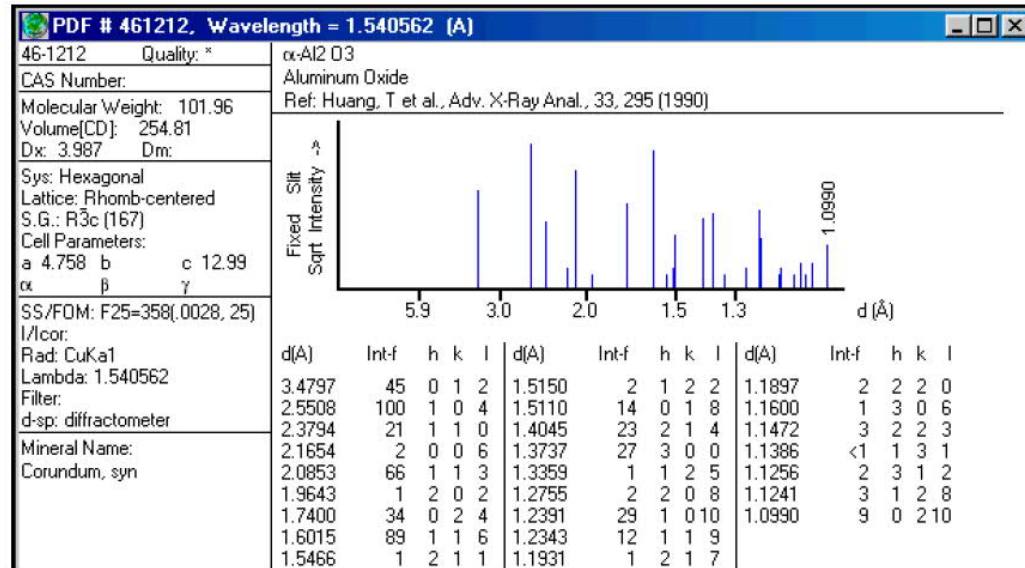 PDF # 461212, Wavelength = 1.540562 (A)
46-1212 Quality: *
CAS Number:
Molecular Weight: 101.96
Volume[CD]: 254.81
Dx: 3.987 Dm:
Sys: Hexagonal
Lattice: Rhomb-centered
S.G.: R3̅c (167)
Cell Parameters:
a 4.758 b c 12.99
α β γ
SS/FOM: F25=358(.0028, 25)
I/Icor:
Rad: CuKa1
Lambda: 1.540562
Filter:
d-sp: diffractometer
Mineral Name:
Corundum, syn
α-Al2 O3
Aluminum Oxide
Ref: Huang, T et al., Adv. X-Ray Anal., 33, 295 (1990)
Fixed Slit
Sqrt Intensity ->
1.0990
5.9 3.0 2.0 1.5 1.3 d (Å)
d(A) Int-f h k l d(A) Int-f h k l d(A) Int-f h k l
3.4797 45 0 1 2 1.5150 2 1 2 2 1.1897 2 2 2 0
2.5508 100 1 0 4 1.5110 14 0 1 8 1.1600 1 3 0 6
2.3794 21 1 1 0 1.4045 23 2 1 4 1.1472 3 2 2 3
2.1654 2 0 0 6 1.3737 27 3 0 0 1.1386 <1 1 3 1
2.0853 66 1 1 3 1.3359 1 1 2 5 1.1256 2 3 1 2
1.9643 1 2 0 2 1.2755 2 2 0 8 1.1241 3 1 2 8
1.7400 34 0 2 4 1.2391 29 1 0 10 1.0990 9 0 2 10
1.6015 89 1 1 6 1.2343 12 1 1 9
1.5466 1 2 1 1 1.1931 1 2 1 7